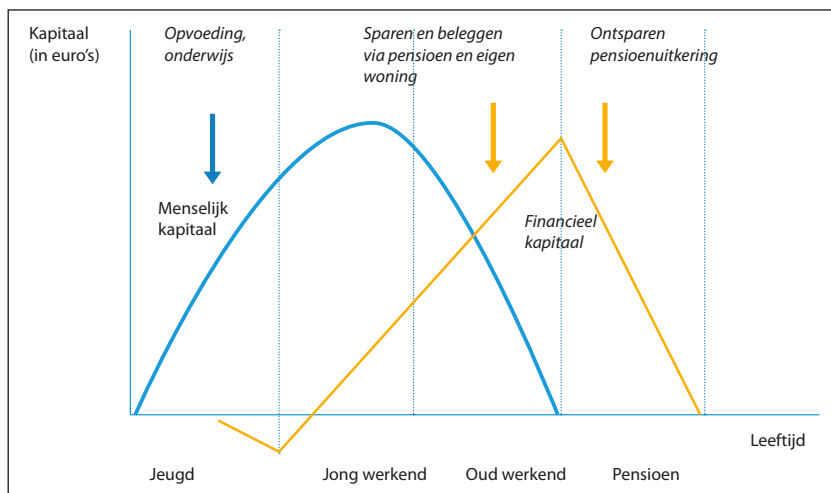 Kapitaal
(in euro's)
Opvoeding,
onderwijs
Sparen en beleggen
via pensioen en eigen
woning
Ontsparen
pensioenuitkering
Menselijk
kapitaal
Financieel
kapitaal
Leeftijd
Jeugd
Jong werkend
Oud werkend
Pensioen